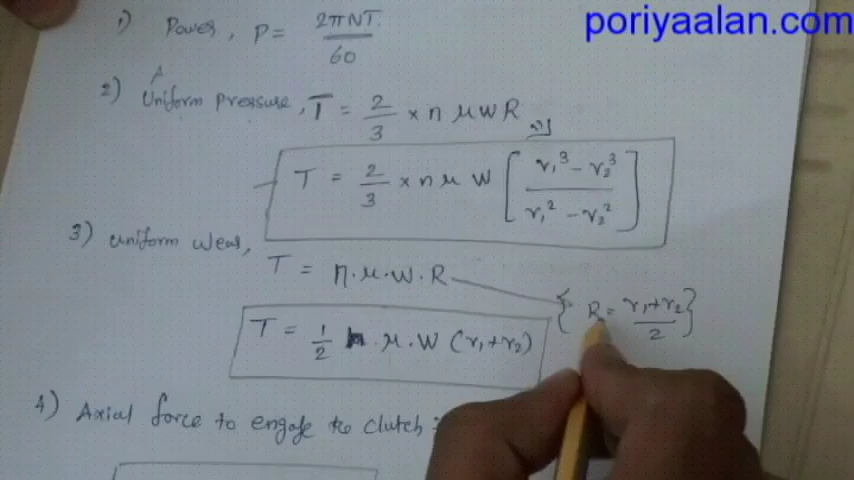 poriyaalan.com
1) Power, P = 2πNT / 60
2) Uniform Pressure, T = 2/3 × n μ W R
T = 2/3 × n μ W [ r₁³ - r₂³ / r₁² - r₂² ]
3) uniform wear,
T = n.μ.W.R
{ R = r₁+r₂ / 2 }
T = 1/2 n.μ.W (r₁+r₂)
4) Axial force to engage the clutch :